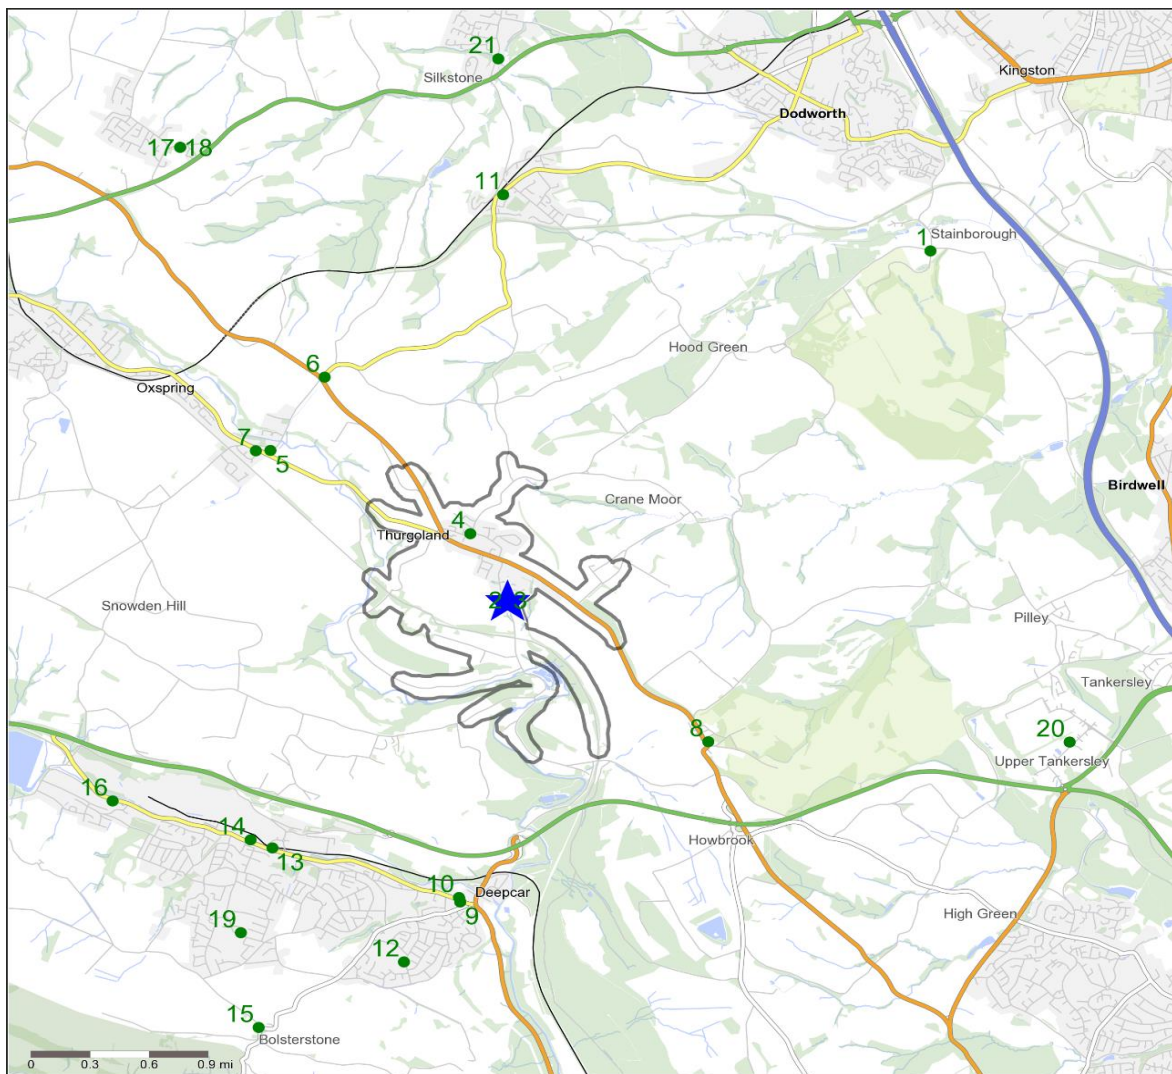 21
Silkstone
Kingston
Dodworth
17 18
11
1
Stainborough
Hood Green
6
Oxspring
7
5
Birdwell
Crane Moor
4
Thurgoland
2 3
Snowden Hill
Pilley
Tankersley
8
20
Upper Tankersley
16
14
13
Howbrook
10
Deepcar
9
High Green
19
12
15
Bolsterstone
0 0.3 0.6 0.9 mi